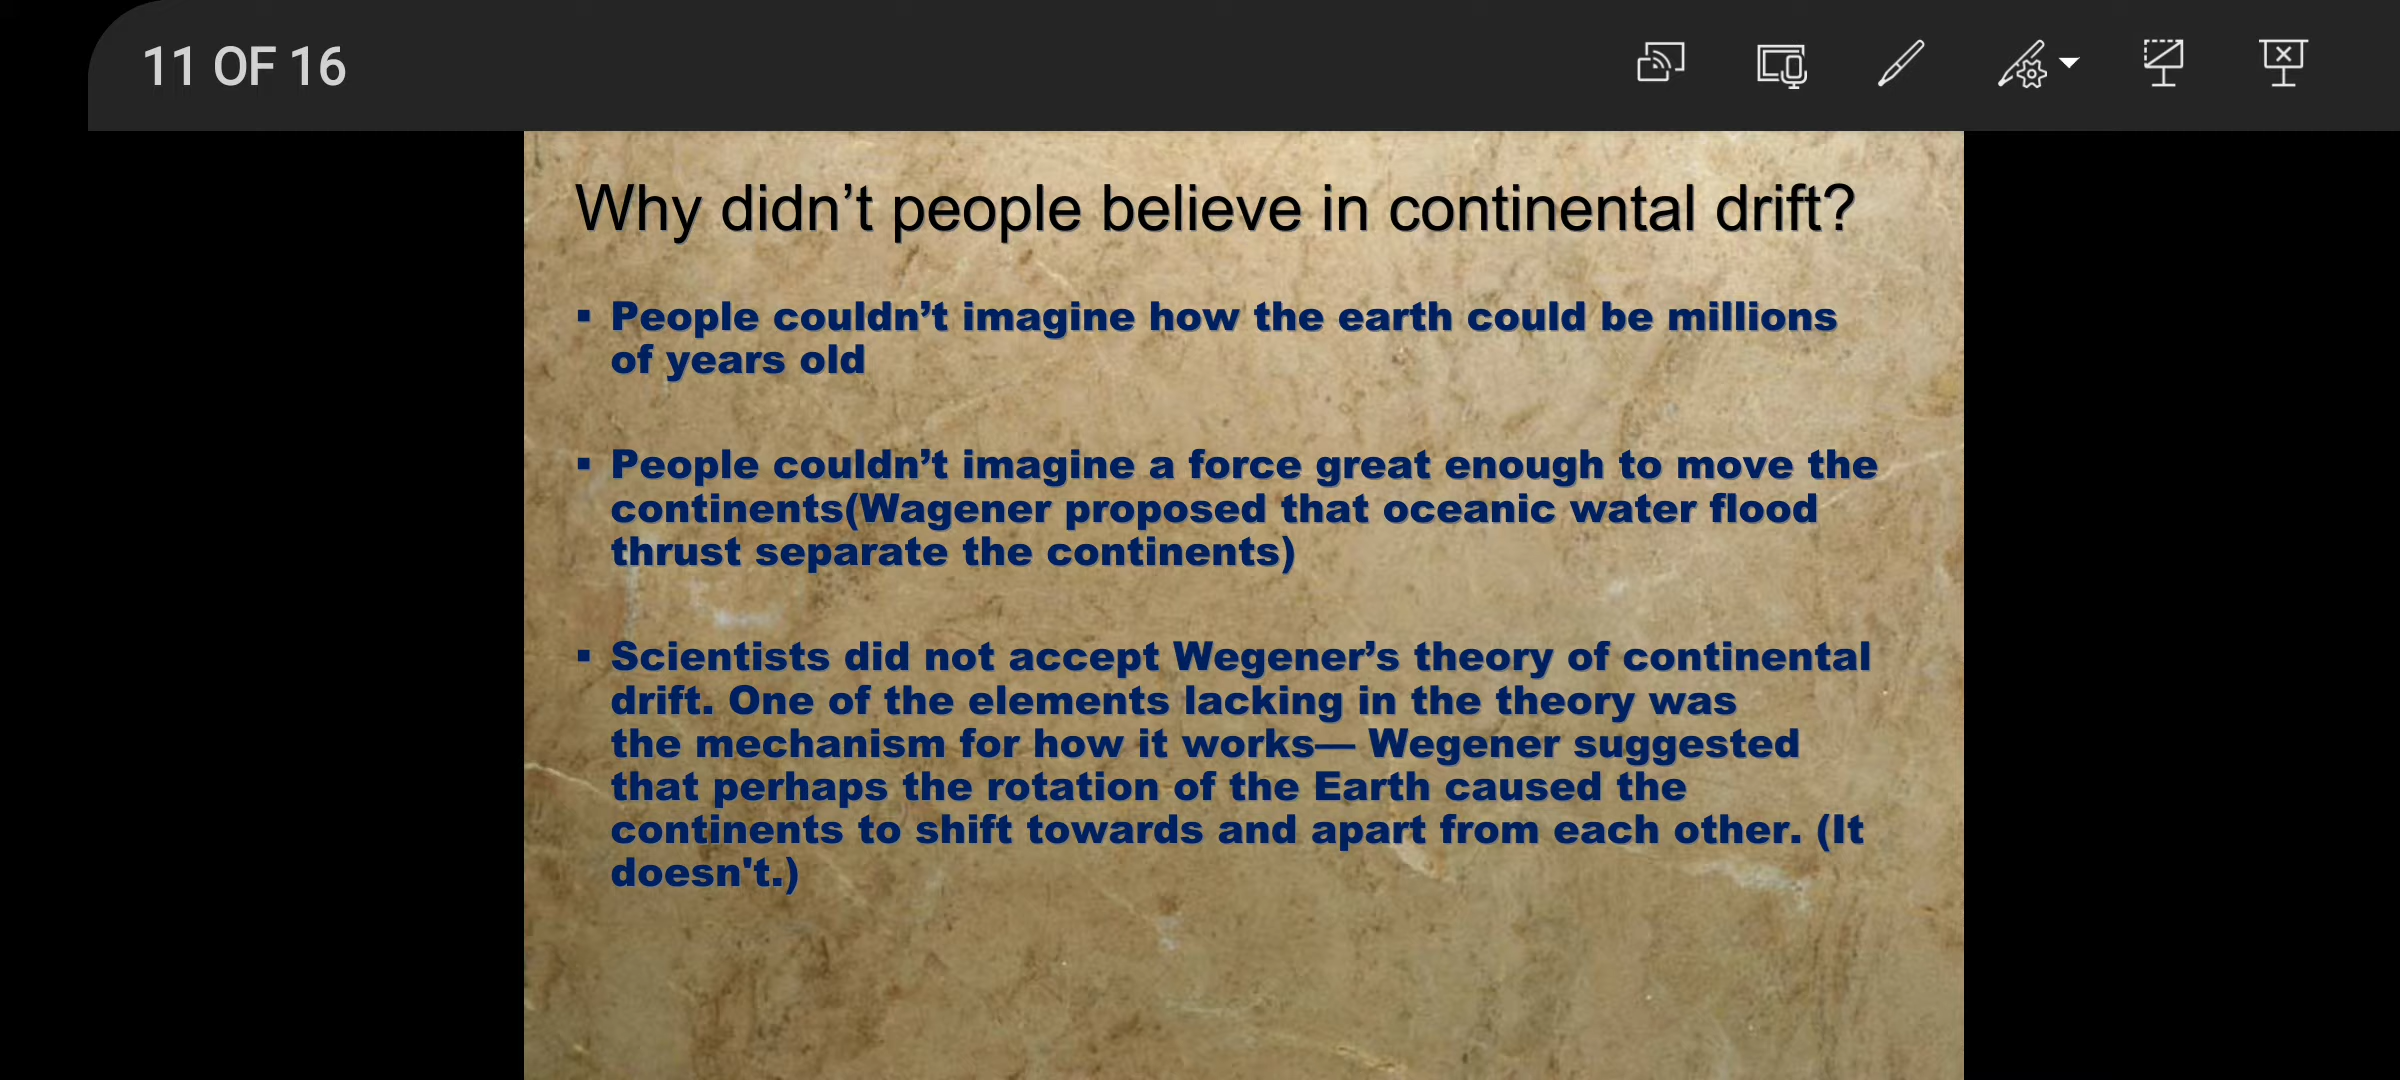 11 OF 16
Why didn’t people believe in continental drift?
▪ People couldn’t imagine how the earth could be millions
of years old
▪ People couldn’t imagine a force great enough to move the
continents(Wagener proposed that oceanic water flood
thrust separate the continents)
▪ Scientists did not accept Wegener’s theory of continental
drift. One of the elements lacking in the theory was
the mechanism for how it works— Wegener suggested
that perhaps the rotation of the Earth caused the
continents to shift towards and apart from each other. (It
doesn't.)